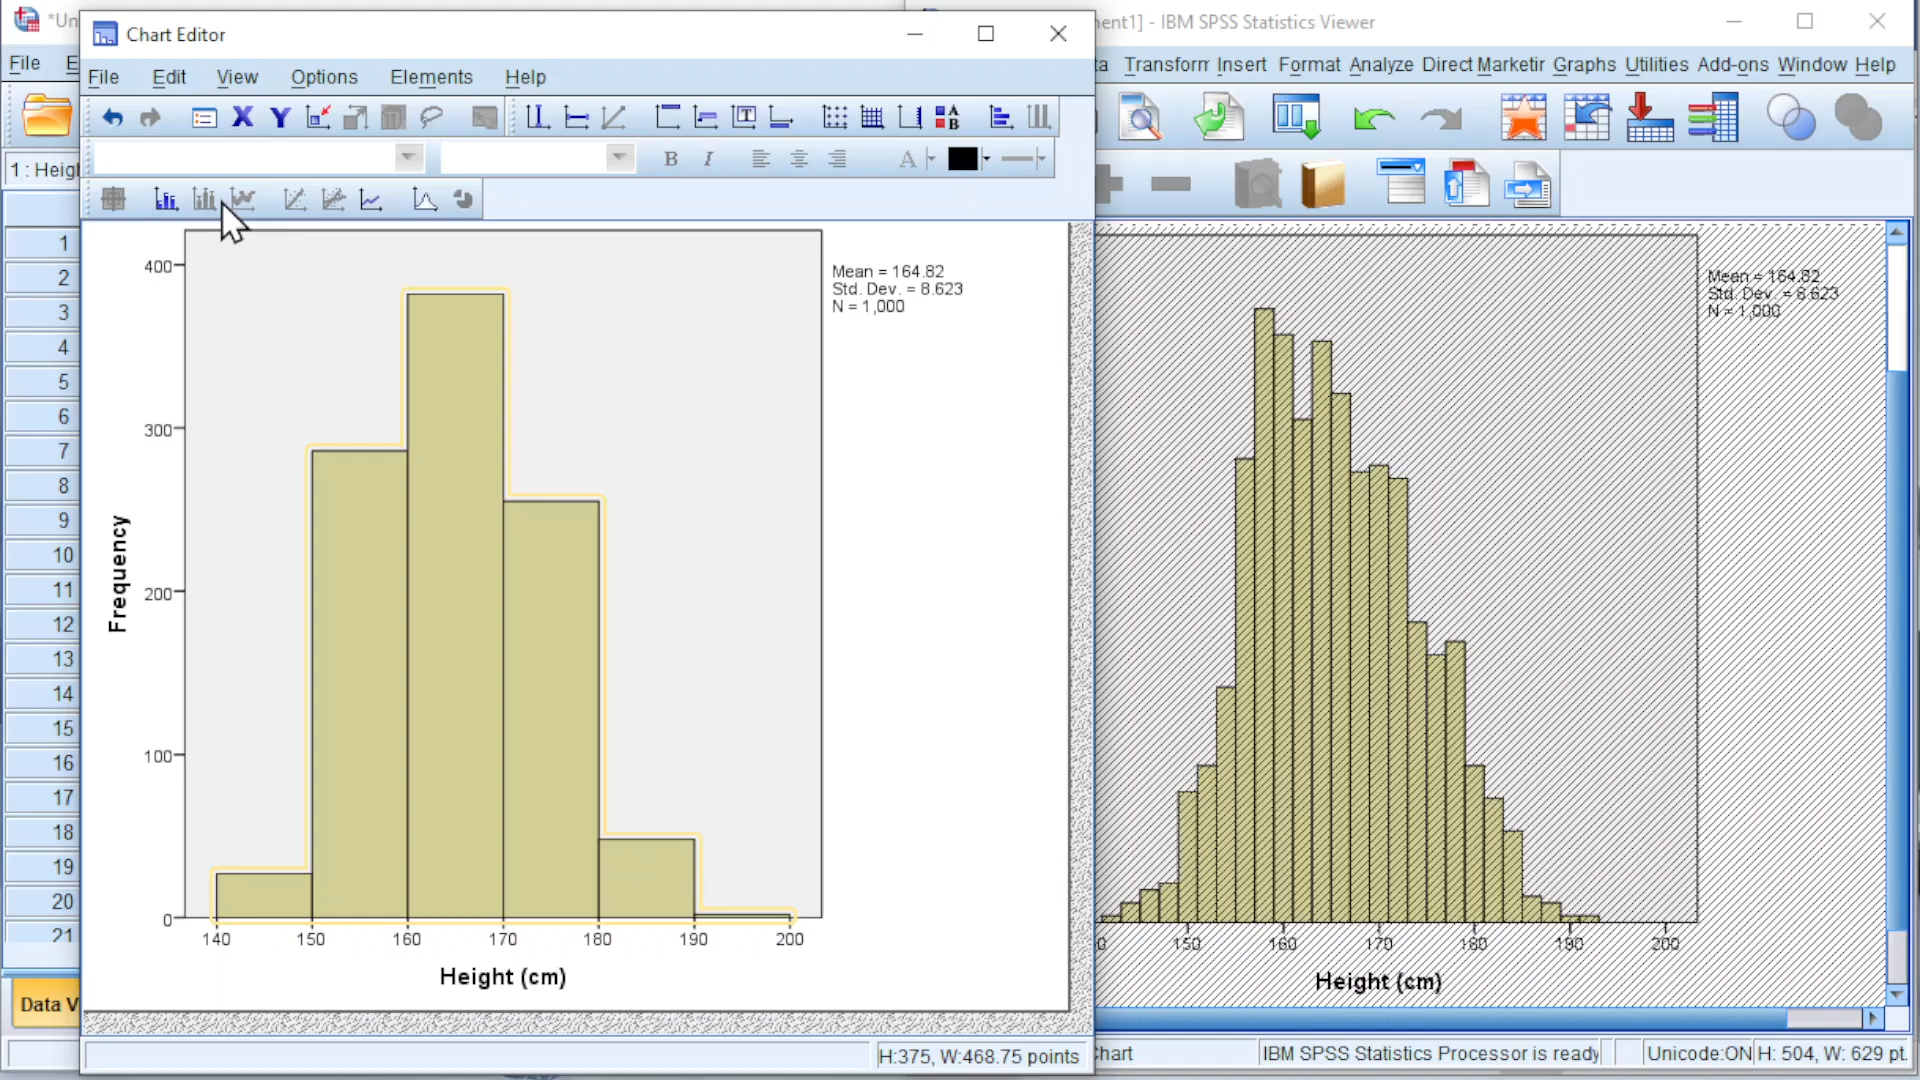 *Un
Chart Editor
ent1] - IBM SPSS Statistics Viewer
File
E
File Edit View Options Elements Help
ta Transform Insert Format Analyze Direct Marketin Graphs Utilities Add-ons Window Help
X Y
T
A
B
1 : Heigh
B I
A
1
2
3
4
5
6
7
8
9
10
11
12
13
14
15
16
17
18
19
20
21
Data V
400
300
200
100
0
Frequency
140 150 160 170 180 190 200
Height (cm)
Mean = 164.82
Std. Dev. = 8.623
N = 1,000
Mean = 164.82
Std. Dev. = 8.623
N = 1,000
0 150 160 170 180 190 200
Height (cm)
H:375, W:468.75 points
Chart
IBM SPSS Statistics Processor is ready
Unicode:ON
H: 504, W: 629 pt.